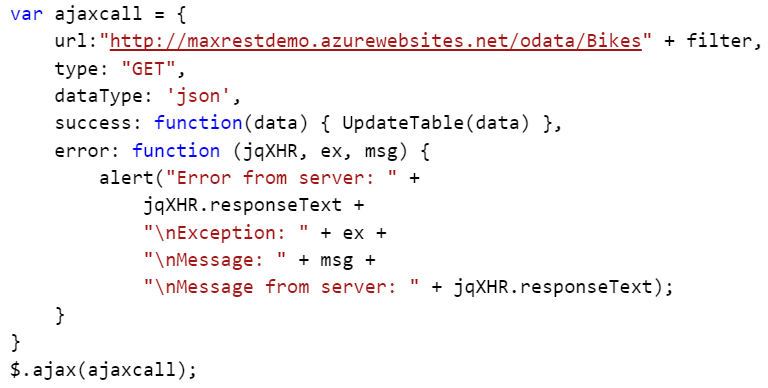 var ajaxcall = {
    url:"http://maxrestdemo.azurewebsites.net/odata/Bikes" + filter,
    type: "GET",
    dataType: 'json',
    success: function(data) { UpdateTable(data) },
    error: function (jqXHR, ex, msg) {
        alert("Error from server: " +
            jqXHR.responseText +
            "\nException: " + ex +
            "\nMessage: " + msg +
            "\nMessage from server: " + jqXHR.responseText);
    }
}
$.ajax(ajaxcall);